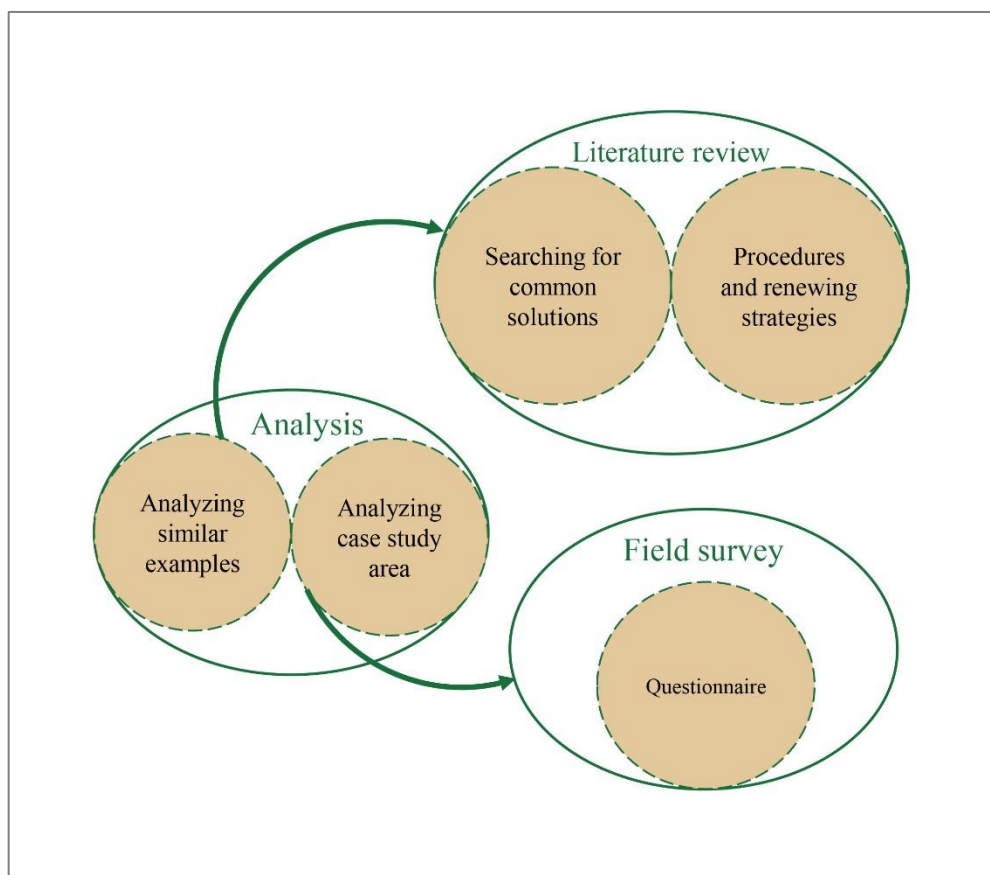 Literature review
Searching for
common
solutions
Procedures
and renewing
strategies
Analysis
Analyzing
similar
examples
Analyzing
case study
area
Field survey
Questionnaire